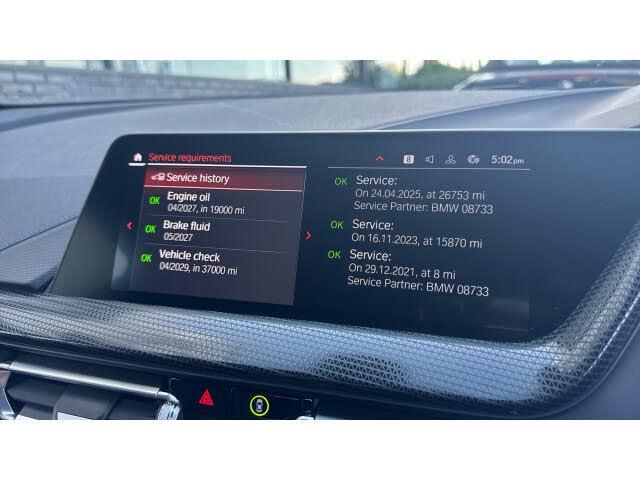 Service requirements
B
5:02pm
Service history
Engine oil
OK
04/2027, in 19000 mi
Brake fluid
OK
05/2027
Vehicle check
OK
04/2029, in 37000 mi
OK Service:
On 24.04.2025, at 26753 mi
Service Partner: BMW 08733
OK Service:
On 16.11.2023, at 15870 mi
OK Service:
On 29.12.2021, at 8 mi
Service Partner: BMW 08733